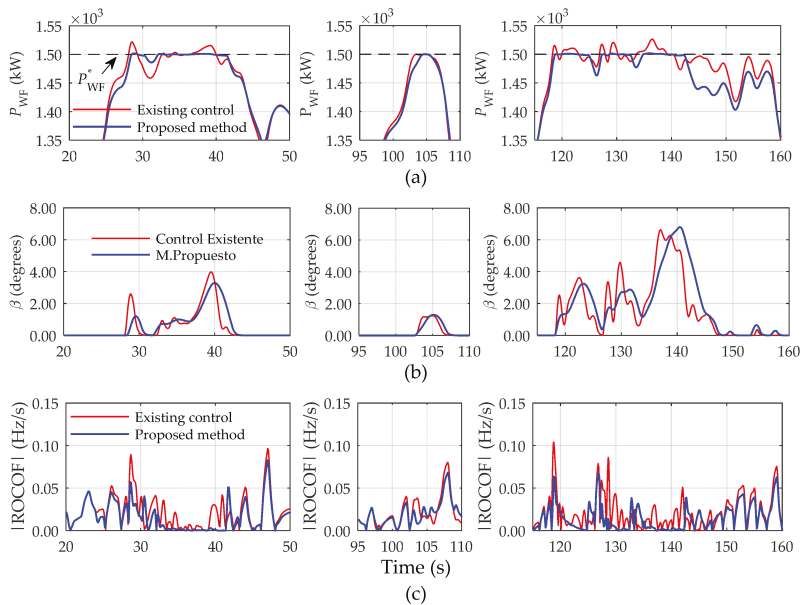 ×10³ ×10³ ×10³
P_WF (kW) 1.50 1.45 1.40 1.35 P*_WF Existing control Proposed method
20 30 40 50
P_WF (kW) 1.50 1.45 1.40 1.35
95 100 105 110
P_WF (kW) 1.50 1.45 1.40 1.35
120 130 140 150 160
(a)
β (degrees) 8.00 6.00 4.00 2.00 0.00 Control Existente M.Propuesto
20 30 40 50
β (degrees) 8.00 6.00 4.00 2.00 0.00
95 100 105 110
β (degrees) 8.00 6.00 4.00 2.00 0.00
120 130 140 150 160
(b)
|ROCOF| (Hz/s) 0.15 0.10 0.05 0.00 Existing control Proposed method
20 30 40 50
|ROCOF| (Hz/s) 0.15 0.10 0.05 0.00
95 100 105 110
|ROCOF| (Hz/s) 0.15 0.10 0.05 0.00
120 130 140 150 160
Time (s)
(c)